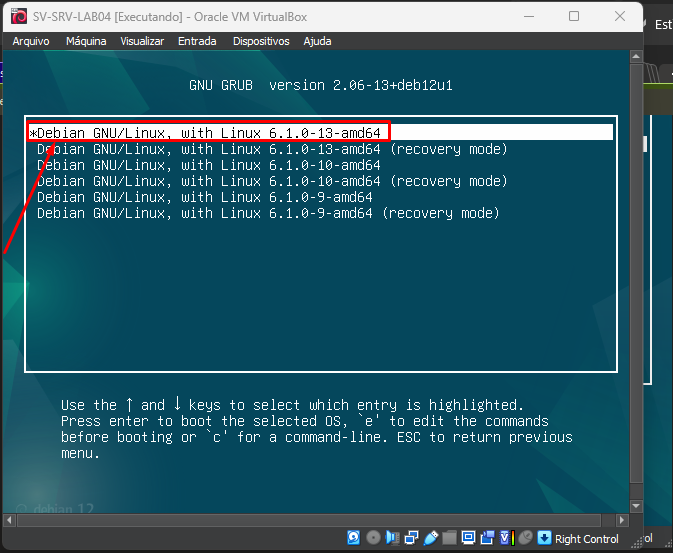 SV-SRV-LAB04 [Executando] - Oracle VM VirtualBox
Est
Arquivo Máquina Visualizar Entrada Dispositivos Ajuda
GNU GRUB version 2.06-13+deb12u1
*Debian GNU/Linux, with Linux 6.1.0-13-amd64
Debian GNU/Linux, with Linux 6.1.0-13-amd64 (recovery mode)
Debian GNU/Linux, with Linux 6.1.0-10-amd64
Debian GNU/Linux, with Linux 6.1.0-10-amd64 (recovery mode)
Debian GNU/Linux, with Linux 6.1.0-9-amd64
Debian GNU/Linux, with Linux 6.1.0-9-amd64 (recovery mode)
Use the ↑ and ↓ keys to select which entry is highlighted.
Press enter to boot the selected OS, `e' to edit the commands
before booting or `c' for a command-line. ESC to return previous
menu.
debian 12
Right Control
ol